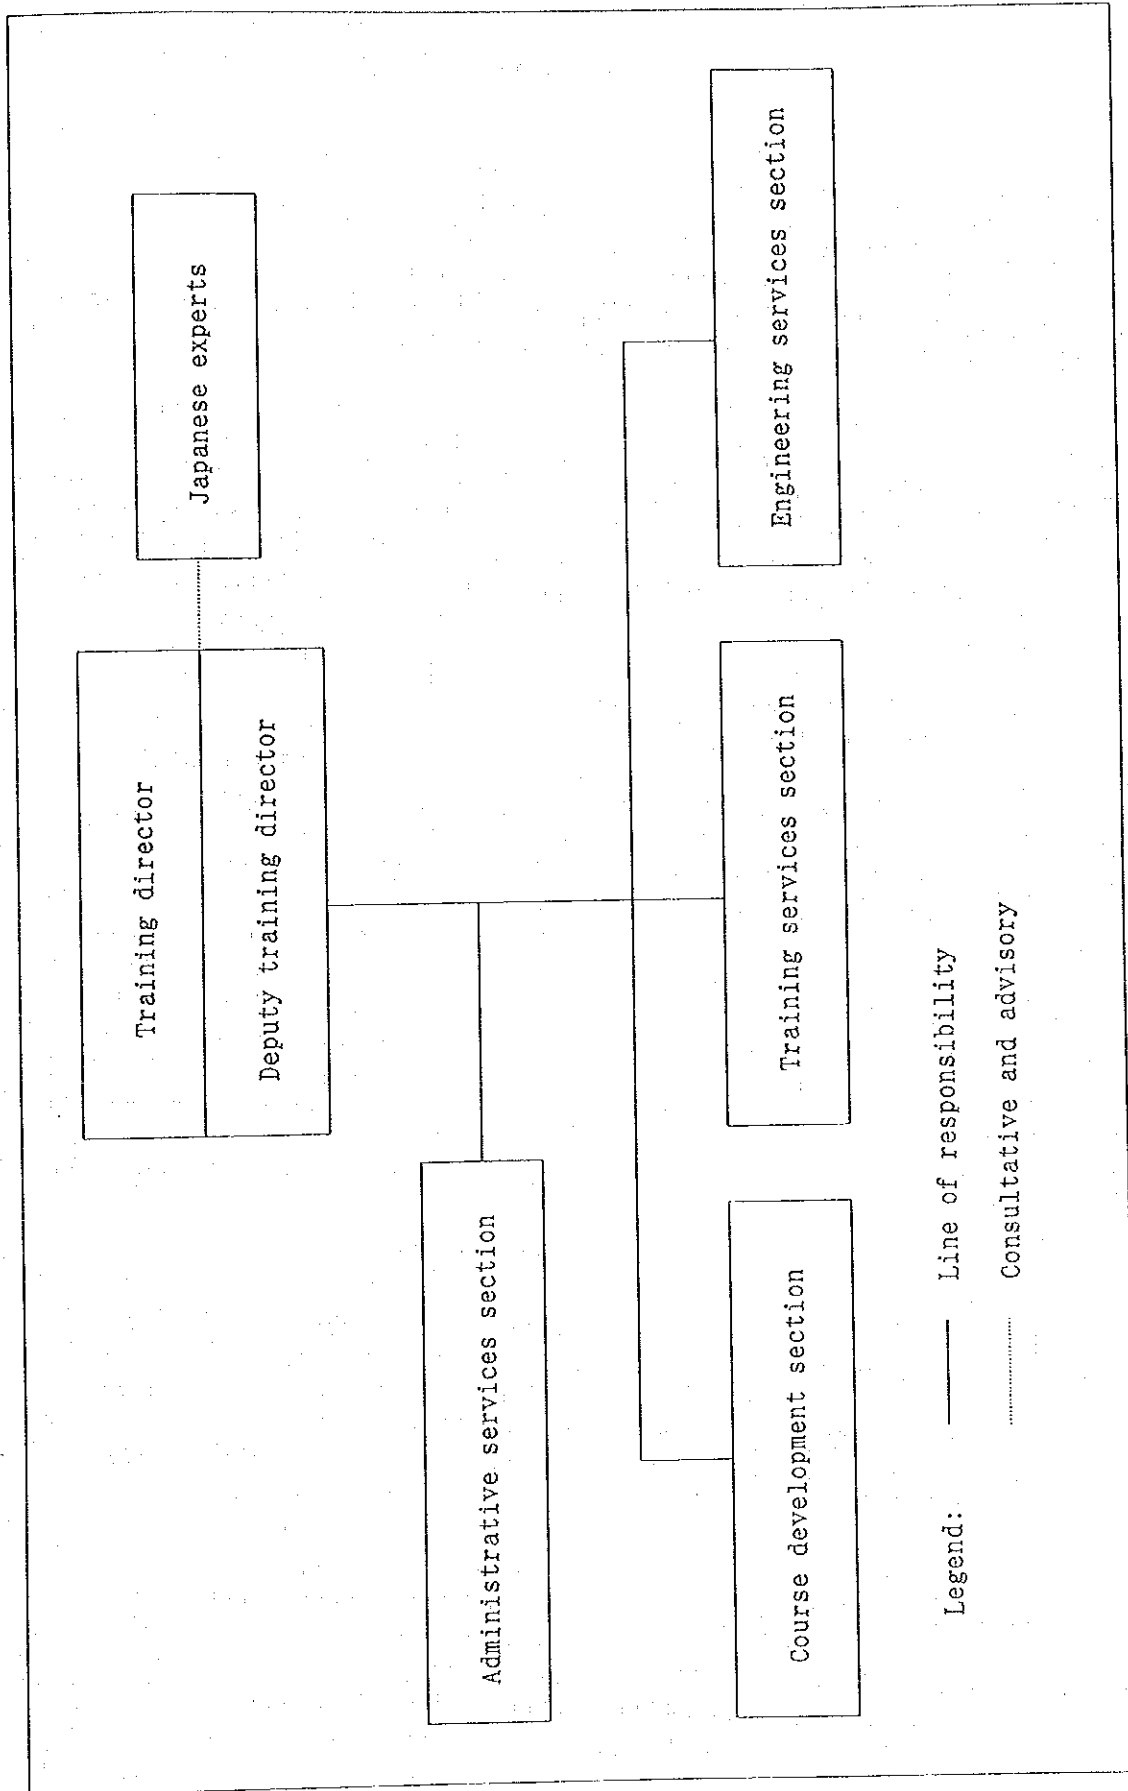 Training director
Deputy training director
Japanese experts
Administrative services section
Course development section
Training services section
Engineering services section
Legend:
Line of responsibility
Consultative and advisory